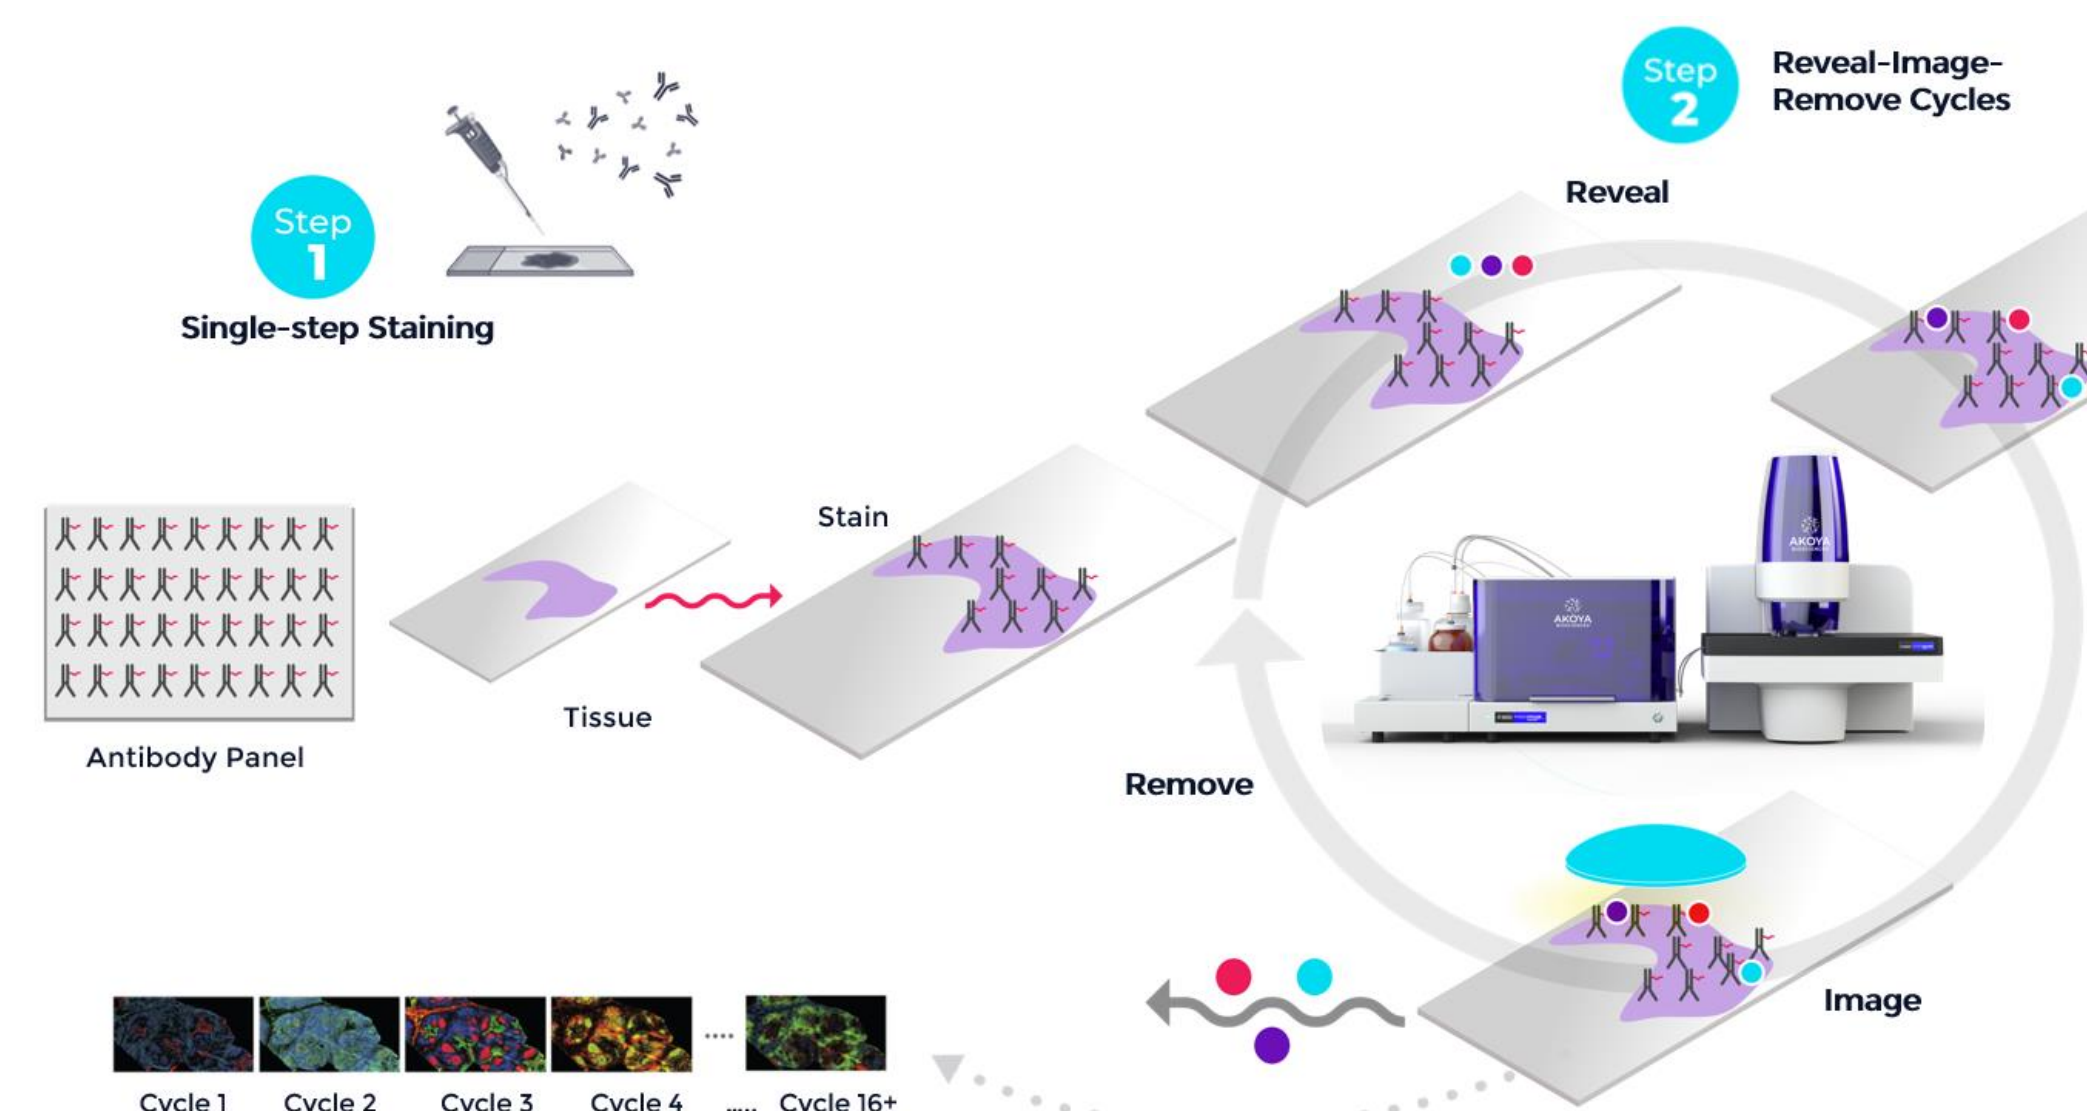 Step
1
Single-step Staining
Antibody Panel
Tissue
Stain
Step
2
Reveal-Image-
Remove Cycles
Reveal
AKOYA
AKOYA
Remove
Image
....
Cycle 1
Cycle 2
Cycle 3
Cycle 4
.....
Cycle 16+